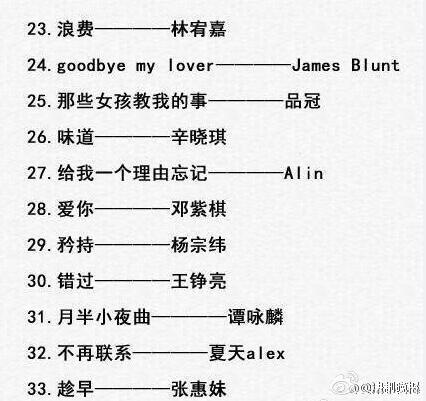 23.浪费————林宥嘉
24.goodbye my lover————James Blunt
25.那些女孩教我的事————品冠
26.味道————辛晓琪
27.给我一个理由忘记————Alin
28.爱你————邓紫棋
29.矜持————杨宗纬
30.错过————王铮亮
31.月半小夜曲————谭咏麟
32.不再联系————夏天alex
33.趁早————张惠妹